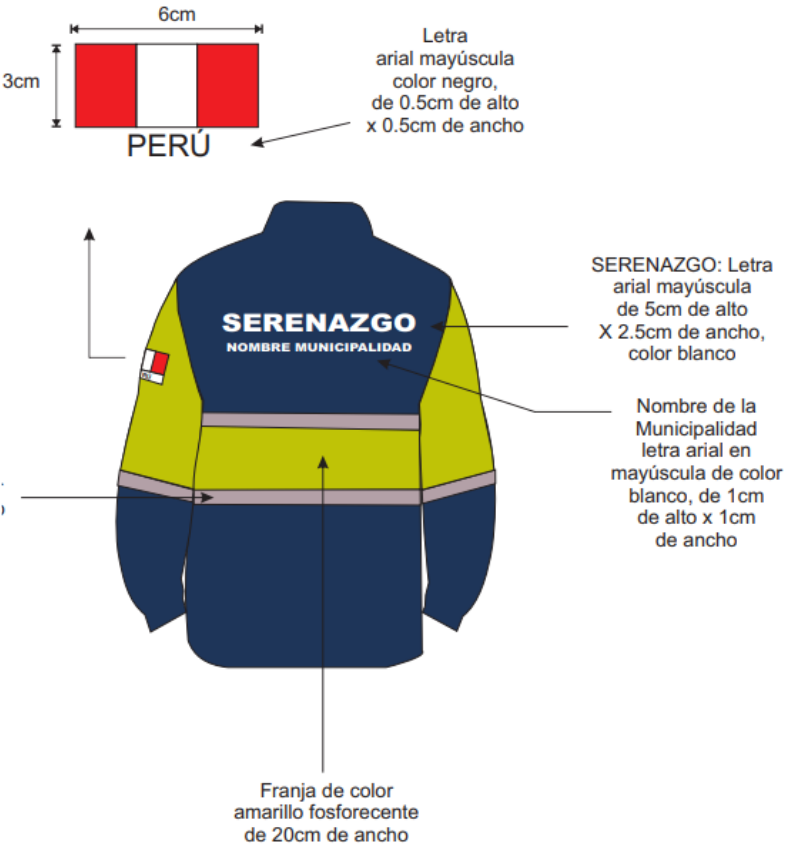 6cm
3cm
PERÚ
Letra
arial mayúscula
color negro,
de 0.5cm de alto
x 0.5cm de ancho
SERENAZGO
NOMBRE MUNICIPALIDAD
SERENAZGO: Letra
arial mayúscula
de 5cm de alto
X 2.5cm de ancho,
color blanco
Nombre de la
Municipalidad
letra arial en
mayúscula de color
blanco, de 1cm
de alto x 1cm
de ancho
Franja de color
amarillo fosforecente
de 20cm de ancho